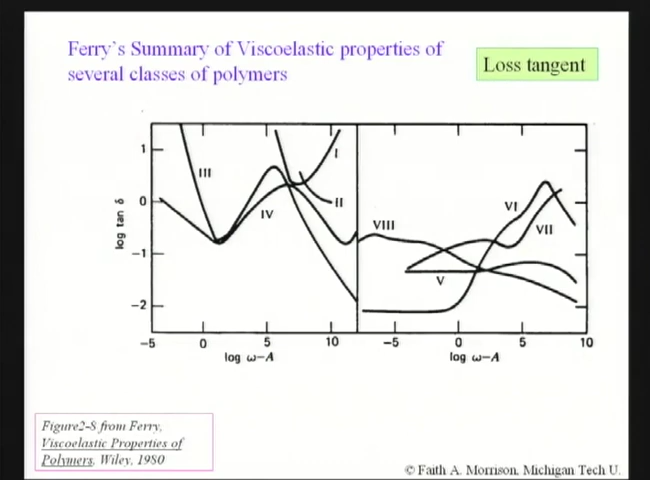 Ferry's Summary of Viscoelastic properties of
several classes of polymers
Loss tangent
log tan δ
1
0
−1
−2
III
IV
I
II
VIII
V
VI
VII
−5
0
5
10
−5
0
5
10
log ω−A
log ω−A
Figure2-8 from Ferry,
Viscoelastic Properties of
Polymers, Wiley, 1980
© Faith A. Morrison, Michigan Tech U.